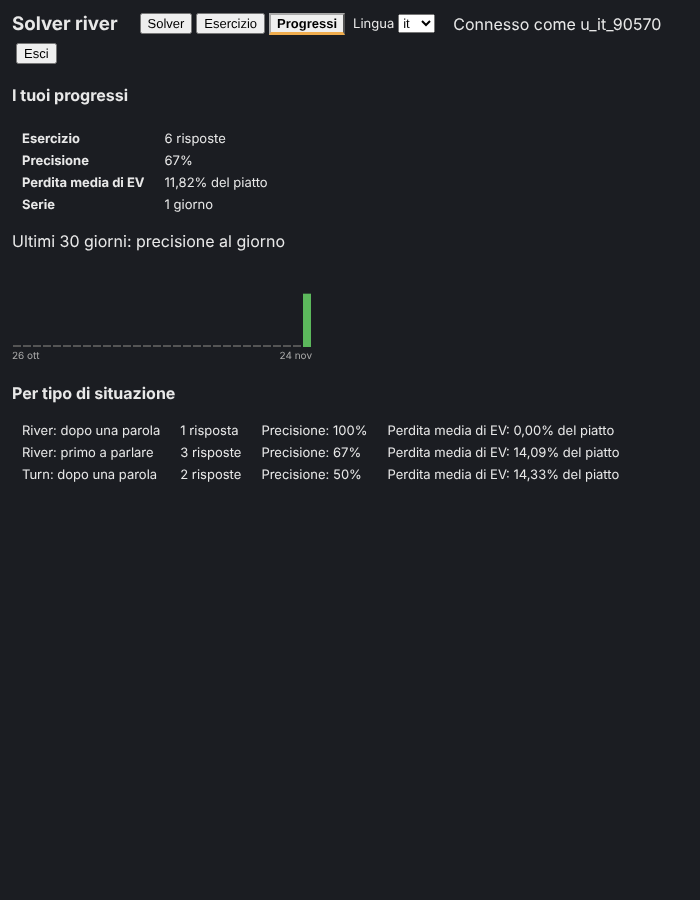 Solver river Solver Esercizio Progressi Lingua it Connesso come u_it_90570
Esci
I tuoi progressi
Esercizio 6 risposte
Precisione 67%
Perdita media di EV 11,82% del piatto
Serie 1 giorno
Ultimi 30 giorni: precisione al giorno
26 ott 24 nov
Per tipo di situazione
River: dopo una parola 1 risposta Precisione: 100% Perdita media di EV: 0,00% del piatto
River: primo a parlare 3 risposte Precisione: 67% Perdita media di EV: 14,09% del piatto
Turn: dopo una parola 2 risposte Precisione: 50% Perdita media di EV: 14,33% del piatto